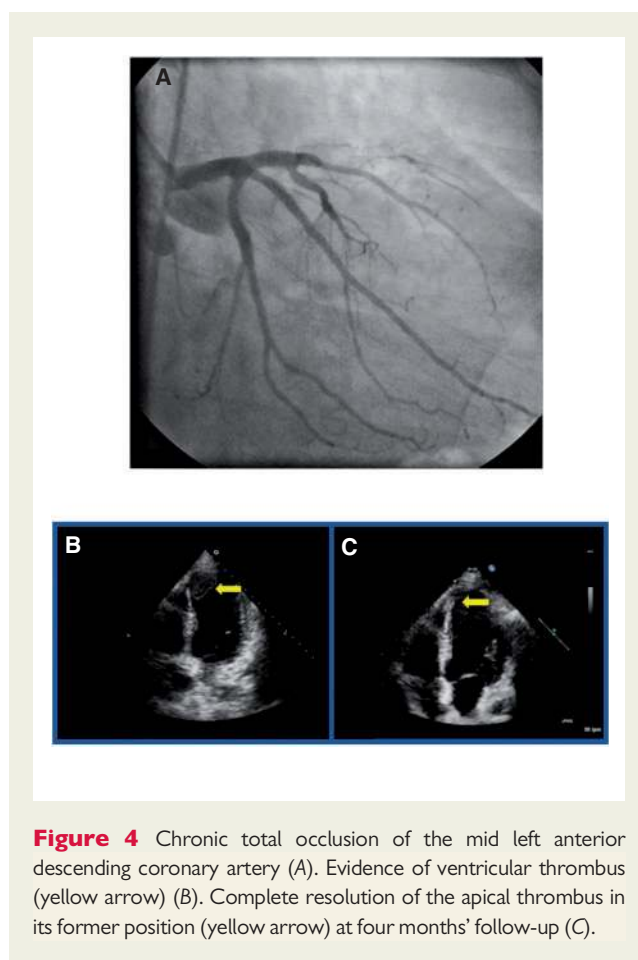 A
B
C
Figure 4 Chronic total occlusion of the mid left anterior
descending coronary artery (A). Evidence of ventricular thrombus
(yellow arrow) (B). Complete resolution of the apical thrombus in
its former position (yellow arrow) at four months’ follow-up (C).